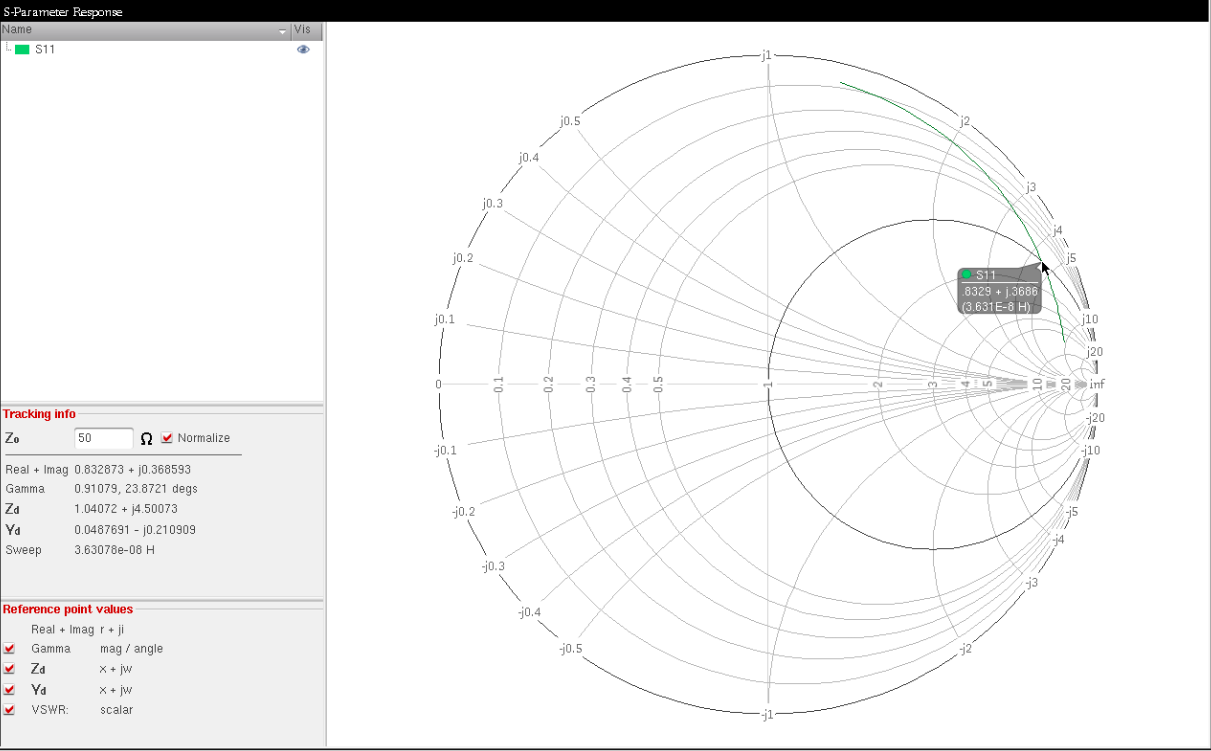 S-Parameter Response
Name Vis
S11
Tracking info
Zo 50 Ω Normalize
Real + Imag 0.832873 + j0.368593
Gamma 0.91079, 23.8721 degs
Zd 1.04072 + j4.50073
Yd 0.0487691 - j0.210909
Sweep 3.63078e-08 H
Reference point values
Real + Imag r + ji
Gamma mag / angle
Zd x + jw
Yd x + jw
VSWR: scalar
j1
j0.5 j2
j0.4
j3
j0.3
j4
j0.2 j5
S11
.8329 + j.3686
(3.631E-8 H)
j0.1 j10
j20
0 0.1 0.2 0.3 0.4 0.5 1 2 3 4 5 10 20 inf
-j20
-j0.1 -j10
-j0.2 -j5
-j4
-j0.3
-j3
-j0.4
-j0.5 -j2
-j1